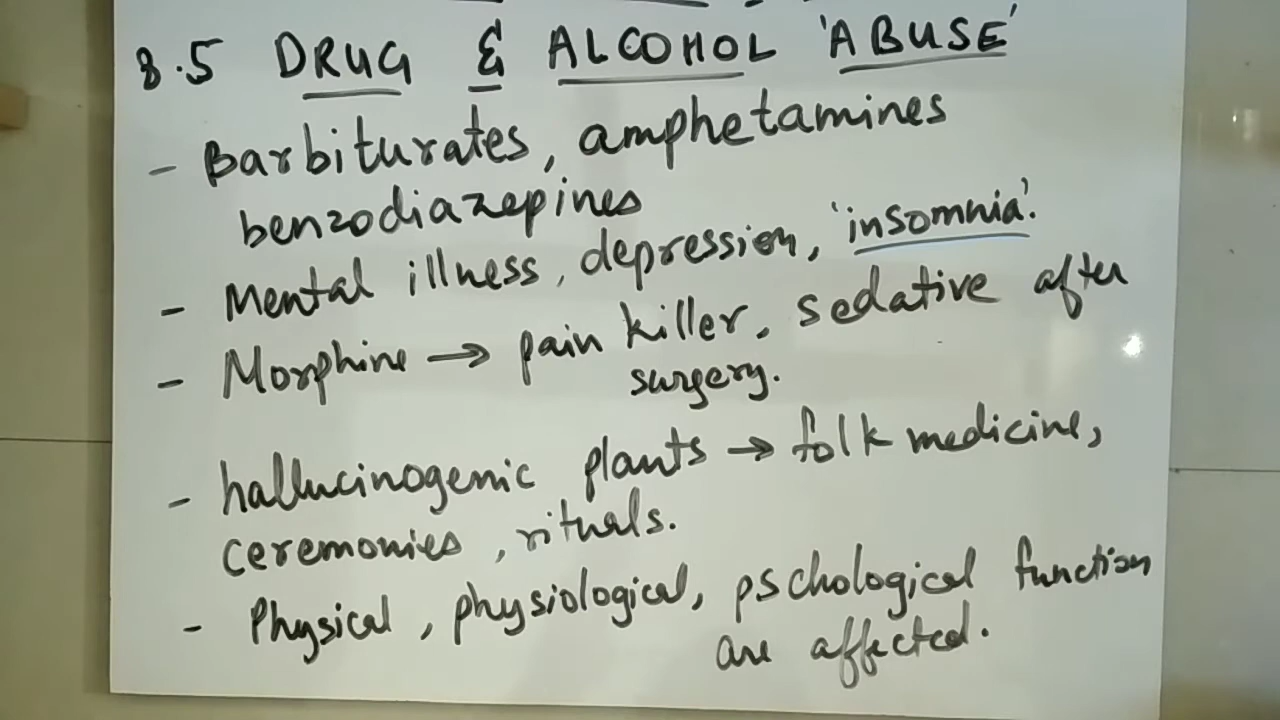 8.5 DRUG & ALCOHOL 'ABUSE'
- Barbiturates, amphetamines
benzodiazepines
- Mental illness, depression, 'insomnia'.
- Morphine → pain killer, sedative after
surgery.
- hallucinogenic plants → folk medicine,
ceremonies, rituals.
- Physical, physiological, pschological function
are affected.